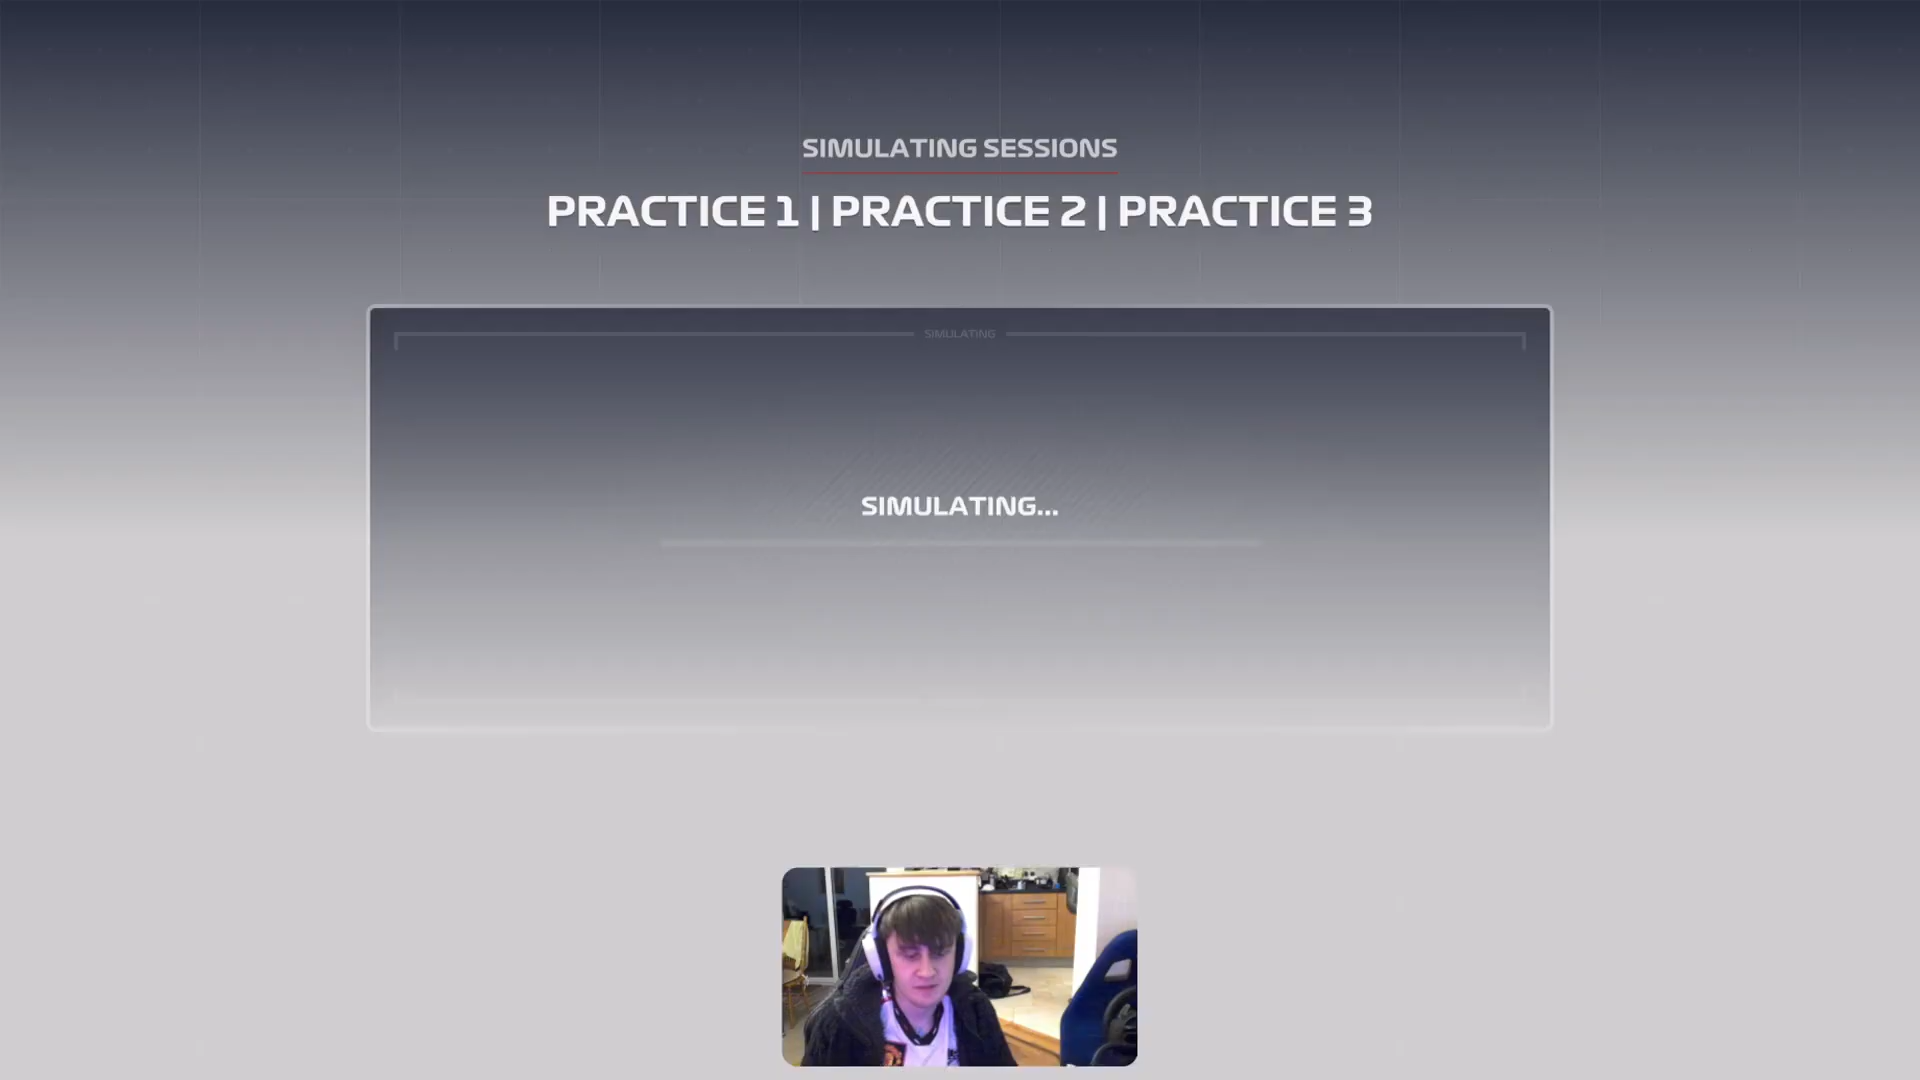 SIMULATING SESSIONS
PRACTICE 1 | PRACTICE 2 | PRACTICE 3
SIMULATING
SIMULATING...